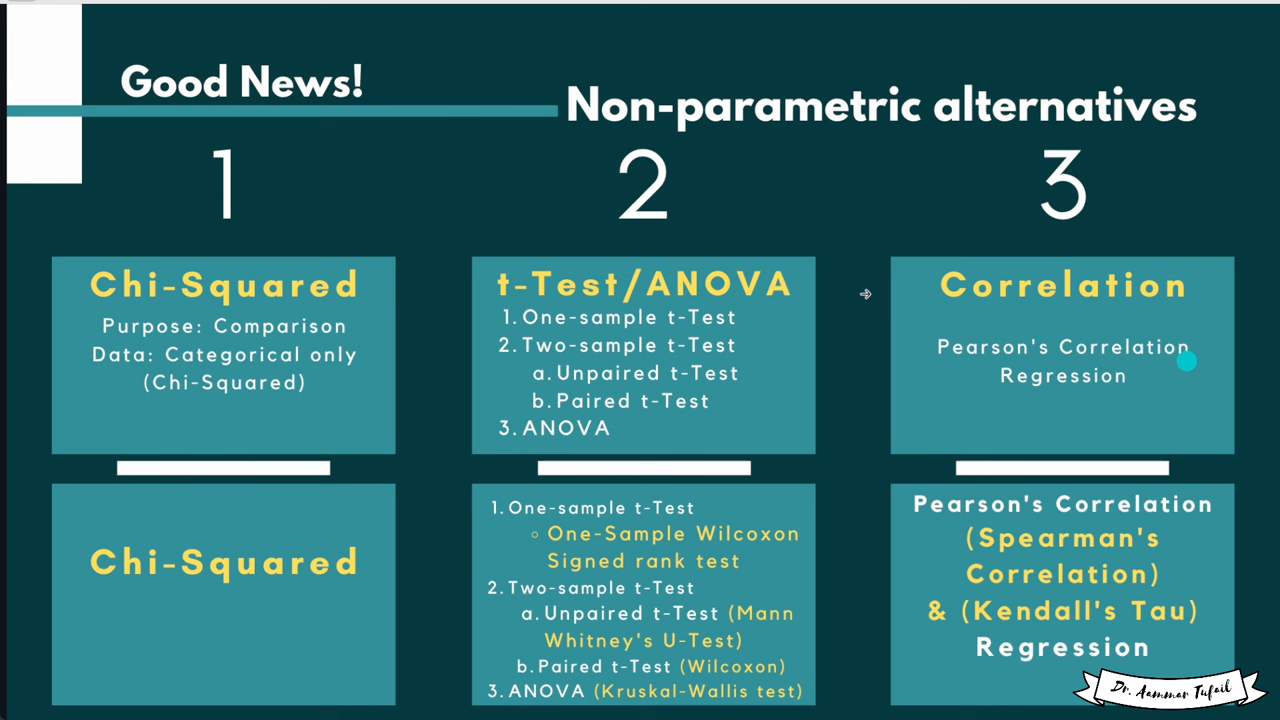 Good News!
Non-parametric alternatives
1
2
3
Chi-Squared
Purpose: Comparison
Data: Categorical only
(Chi-Squared)
t-Test/ANOVA
1. One-sample t-Test
2. Two-sample t-Test
a. Unpaired t-Test
b. Paired t-Test
3. ANOVA
Correlation
Pearson's Correlation
Regression
Chi-Squared
1. One-sample t-Test
One-Sample Wilcoxon
Signed rank test
2. Two-sample t-Test
a. Unpaired t-Test (Mann
Whitney's U-Test)
b. Paired t-Test (Wilcoxon)
3. ANOVA (Kruskal-Wallis test)
Pearson's Correlation
(Spearman's
Correlation)
& (Kendall's Tau)
Regression
Dr. Aammar Tufail